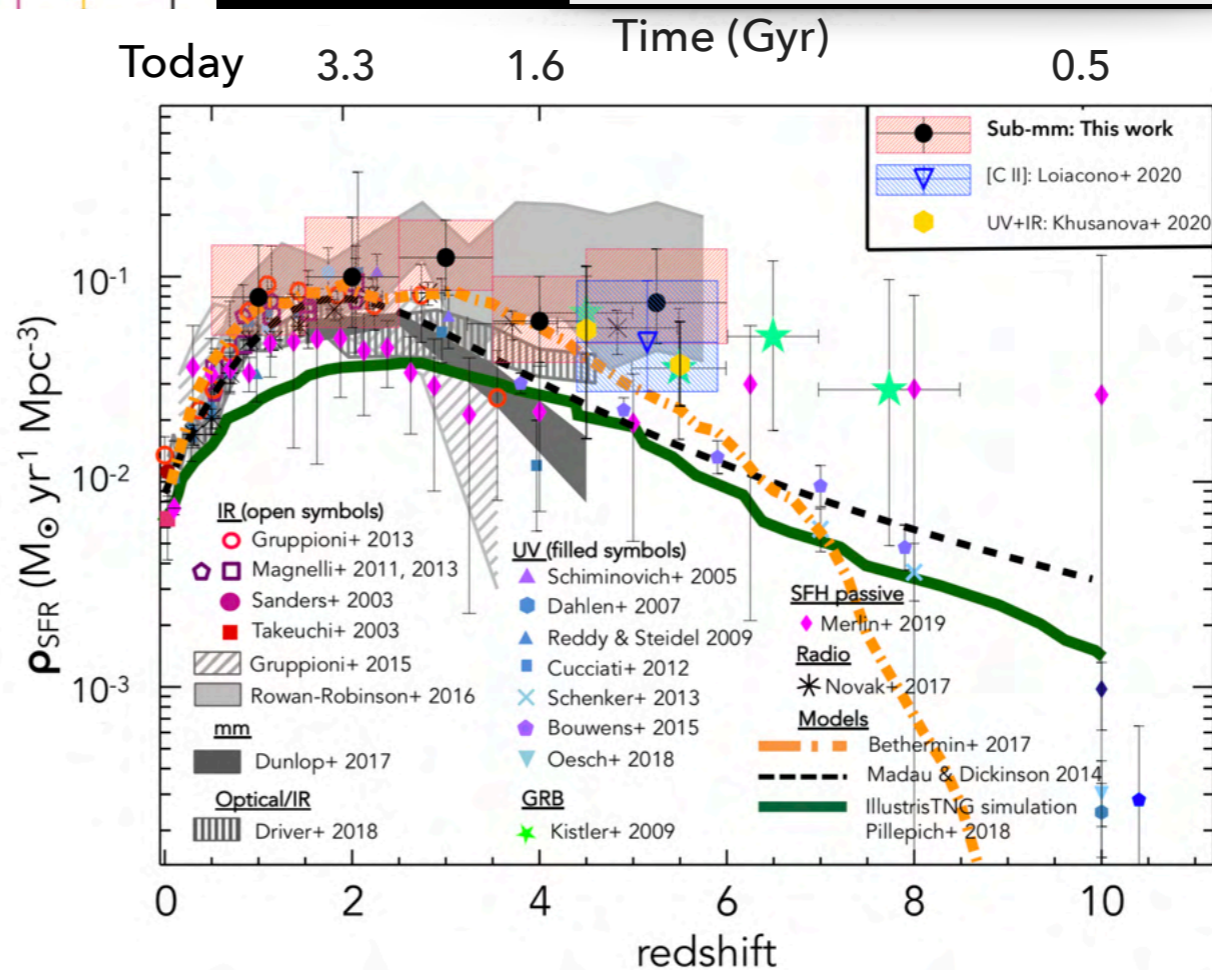 Time (Gyr)
Today 3.3 1.6 0.5
Sub-mm: This work
[C II]: Loiacono+ 2020
UV+IR: Khusanova+ 2020
10⁻¹
10⁻²
10⁻³
ρSFR (M⊙ yr⁻¹ Mpc⁻³)
IR (open symbols)
Gruppioni+ 2013
Magnelli+ 2011, 2013
Sanders+ 2003
Takeuchi+ 2003
Gruppioni+ 2015
Rowan-Robinson+ 2016
mm
Dunlop+ 2017
Optical/IR
Driver+ 2018
UV (filled symbols)
Schiminovich+ 2005
Dahlen+ 2007
Reddy & Steidel 2009
Cucciati+ 2012
Schenker+ 2013
Bouwens+ 2015
Oesch+ 2018
GRB
Kistler+ 2009
SFH passive
Merlin+ 2019
Radio
Novak+ 2017
Models
Bethermin+ 2017
Madau & Dickinson 2014
IllustrisTNG simulation
Pillepich+ 2018
0 2 4 6 8 10
redshift